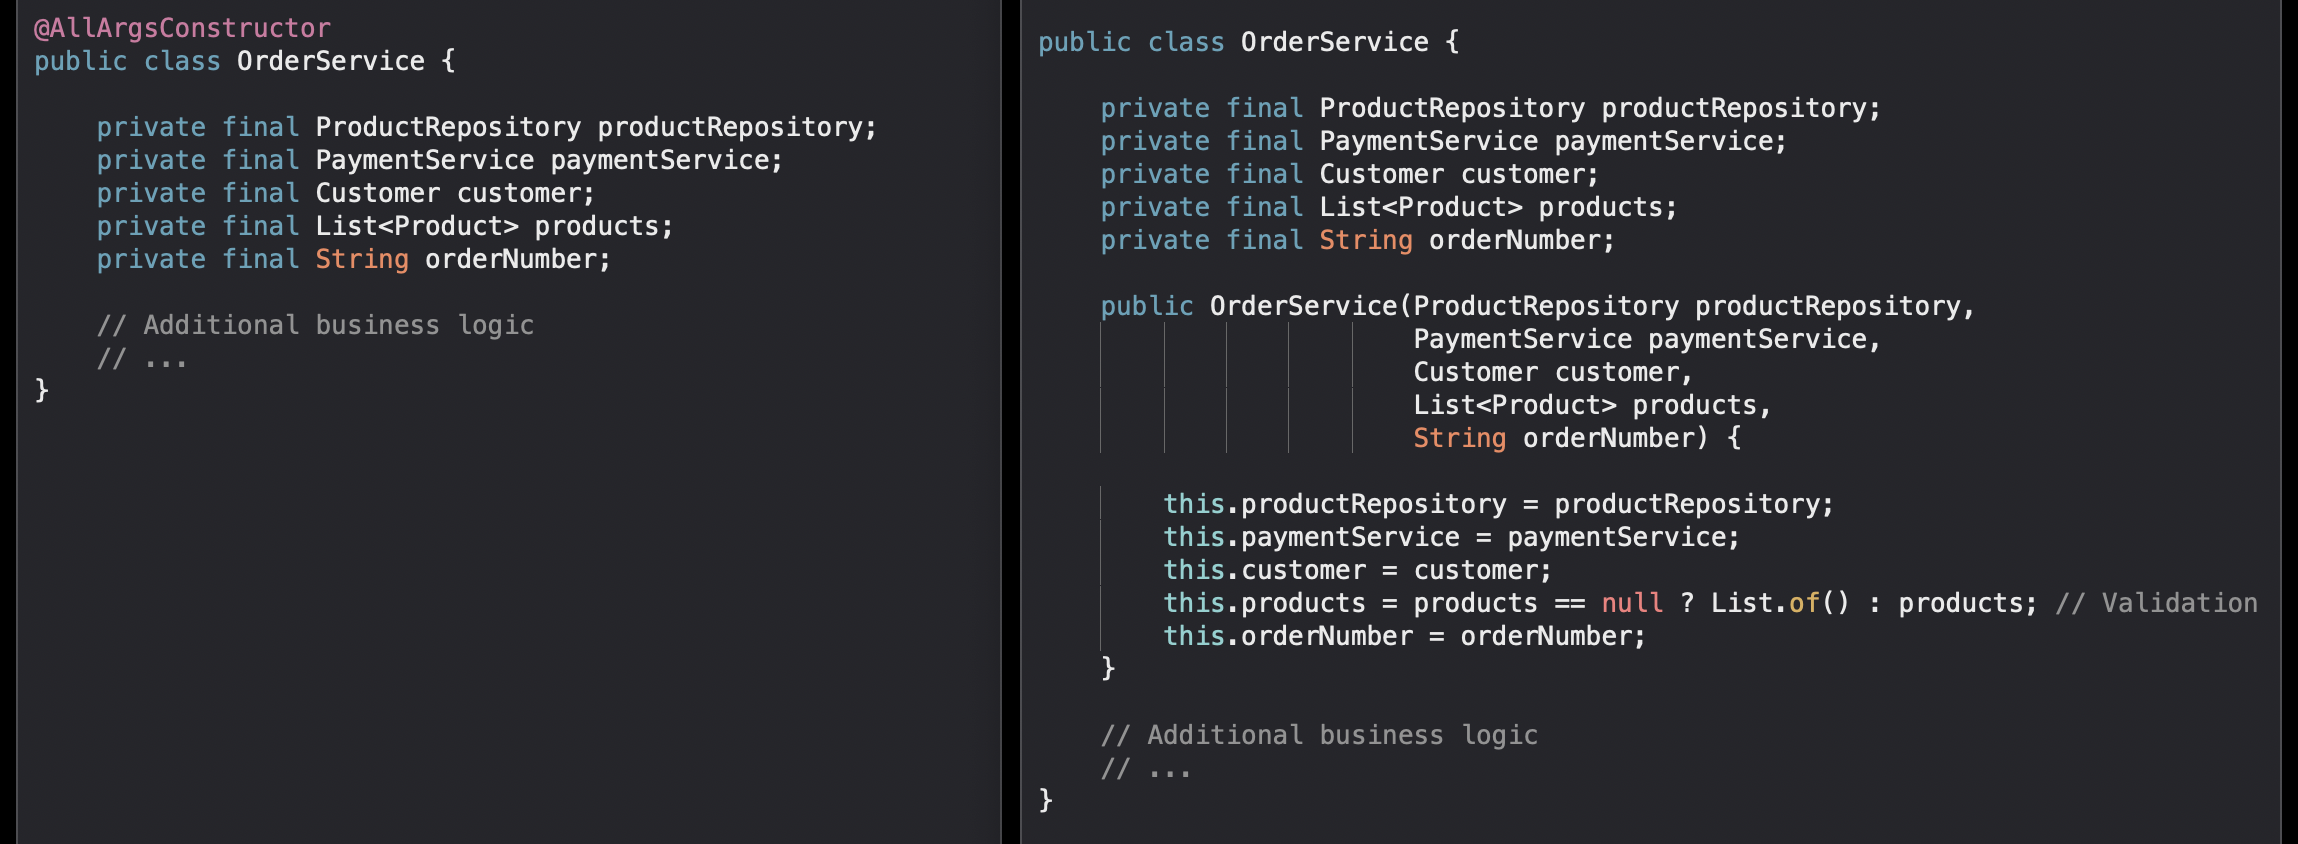 @AllArgsConstructor
public class OrderService {
    private final ProductRepository productRepository;
    private final PaymentService paymentService;
    private final Customer customer;
    private final List<Product> products;
    private final String orderNumber;
    // Additional business logic
    // ...
}
public class OrderService {
    private final ProductRepository productRepository;
    private final PaymentService paymentService;
    private final Customer customer;
    private final List<Product> products;
    private final String orderNumber;
    public OrderService(ProductRepository productRepository,
                        PaymentService paymentService,
                        Customer customer,
                        List<Product> products,
                        String orderNumber) {
        this.productRepository = productRepository;
        this.paymentService = paymentService;
        this.customer = customer;
        this.products = products == null ? List.of() : products; // Validation
        this.orderNumber = orderNumber;
    }
    // Additional business logic
    // ...
}